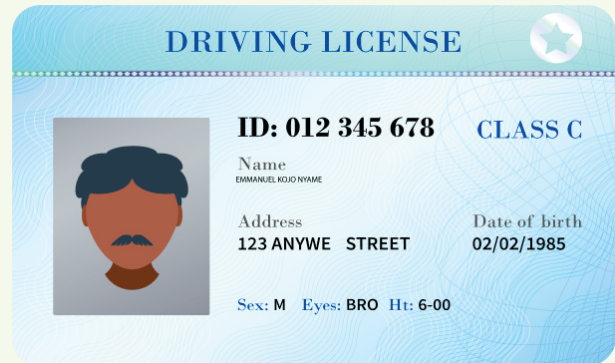 DRIVING LICENSE
ID: 012 345 678 CLASS C
Name
EMMANUEL KOJO NYAME
Address Date of birth
123 ANYWE STREET 02/02/1985
Sex: M Eyes: BRO Ht: 6-00